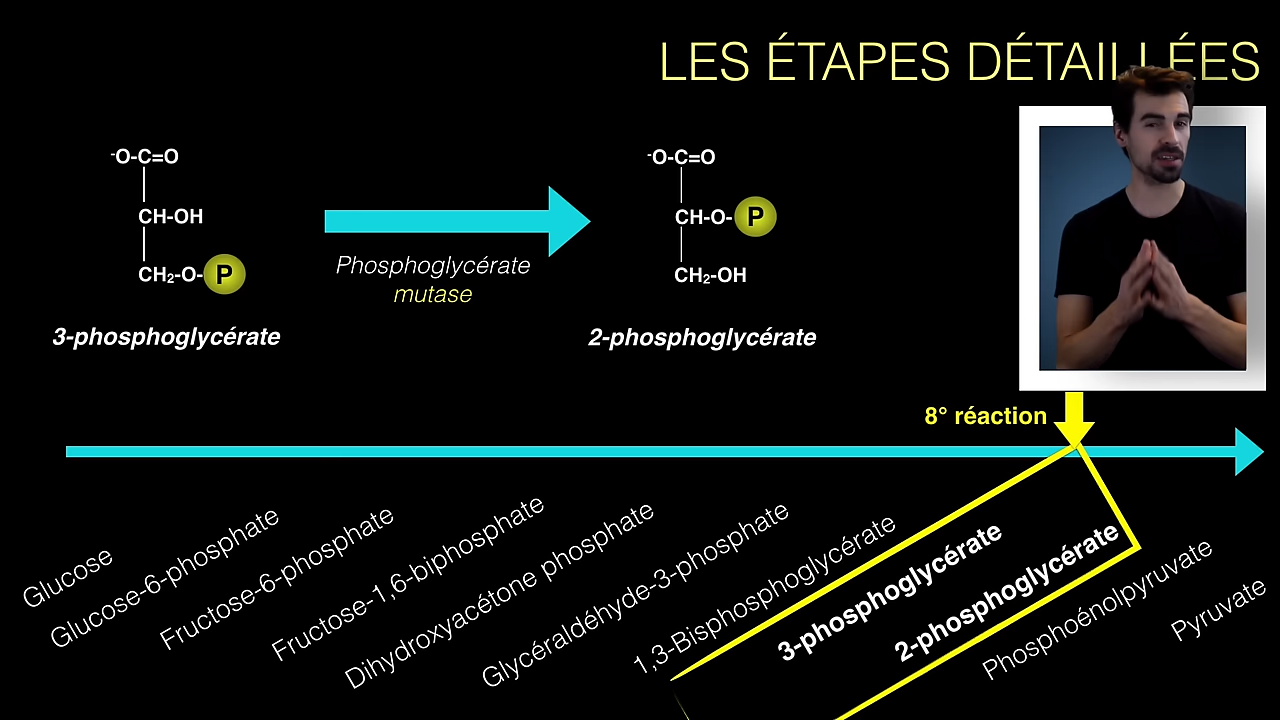 LES ÉTAPES DÉTAILLÉES
-O-C=O
CH-OH
CH2-O-P
3-phosphoglycérate
Phosphoglycérate
mutase
-O-C=O
CH-O-P
CH2-OH
2-phosphoglycérate
8° réaction
Glucose
Glucose-6-phosphate
Fructose-6-phosphate
Fructose-1,6-biphosphate
Dihydroxyacétone phosphate
Glycéraldéhyde-3-phosphate
1,3-Bisphosphoglycérate
3-phosphoglycérate
2-phosphoglycérate
Phosphoénolpyruvate
Pyruvate